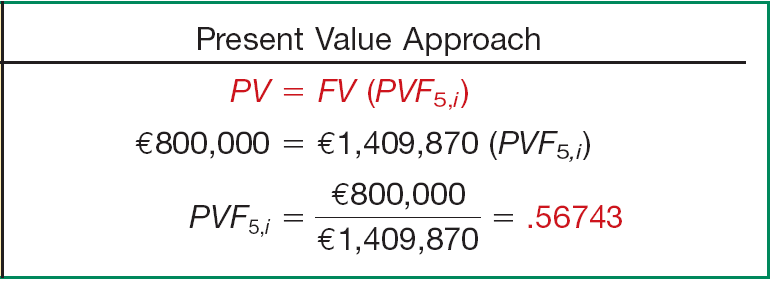 Present Value Approach
PV = FV (PVF5,i)
€800,000 = €1,409,870 (PVF5,i)
PVF5,i = €800,000 / €1,409,870 = .56743